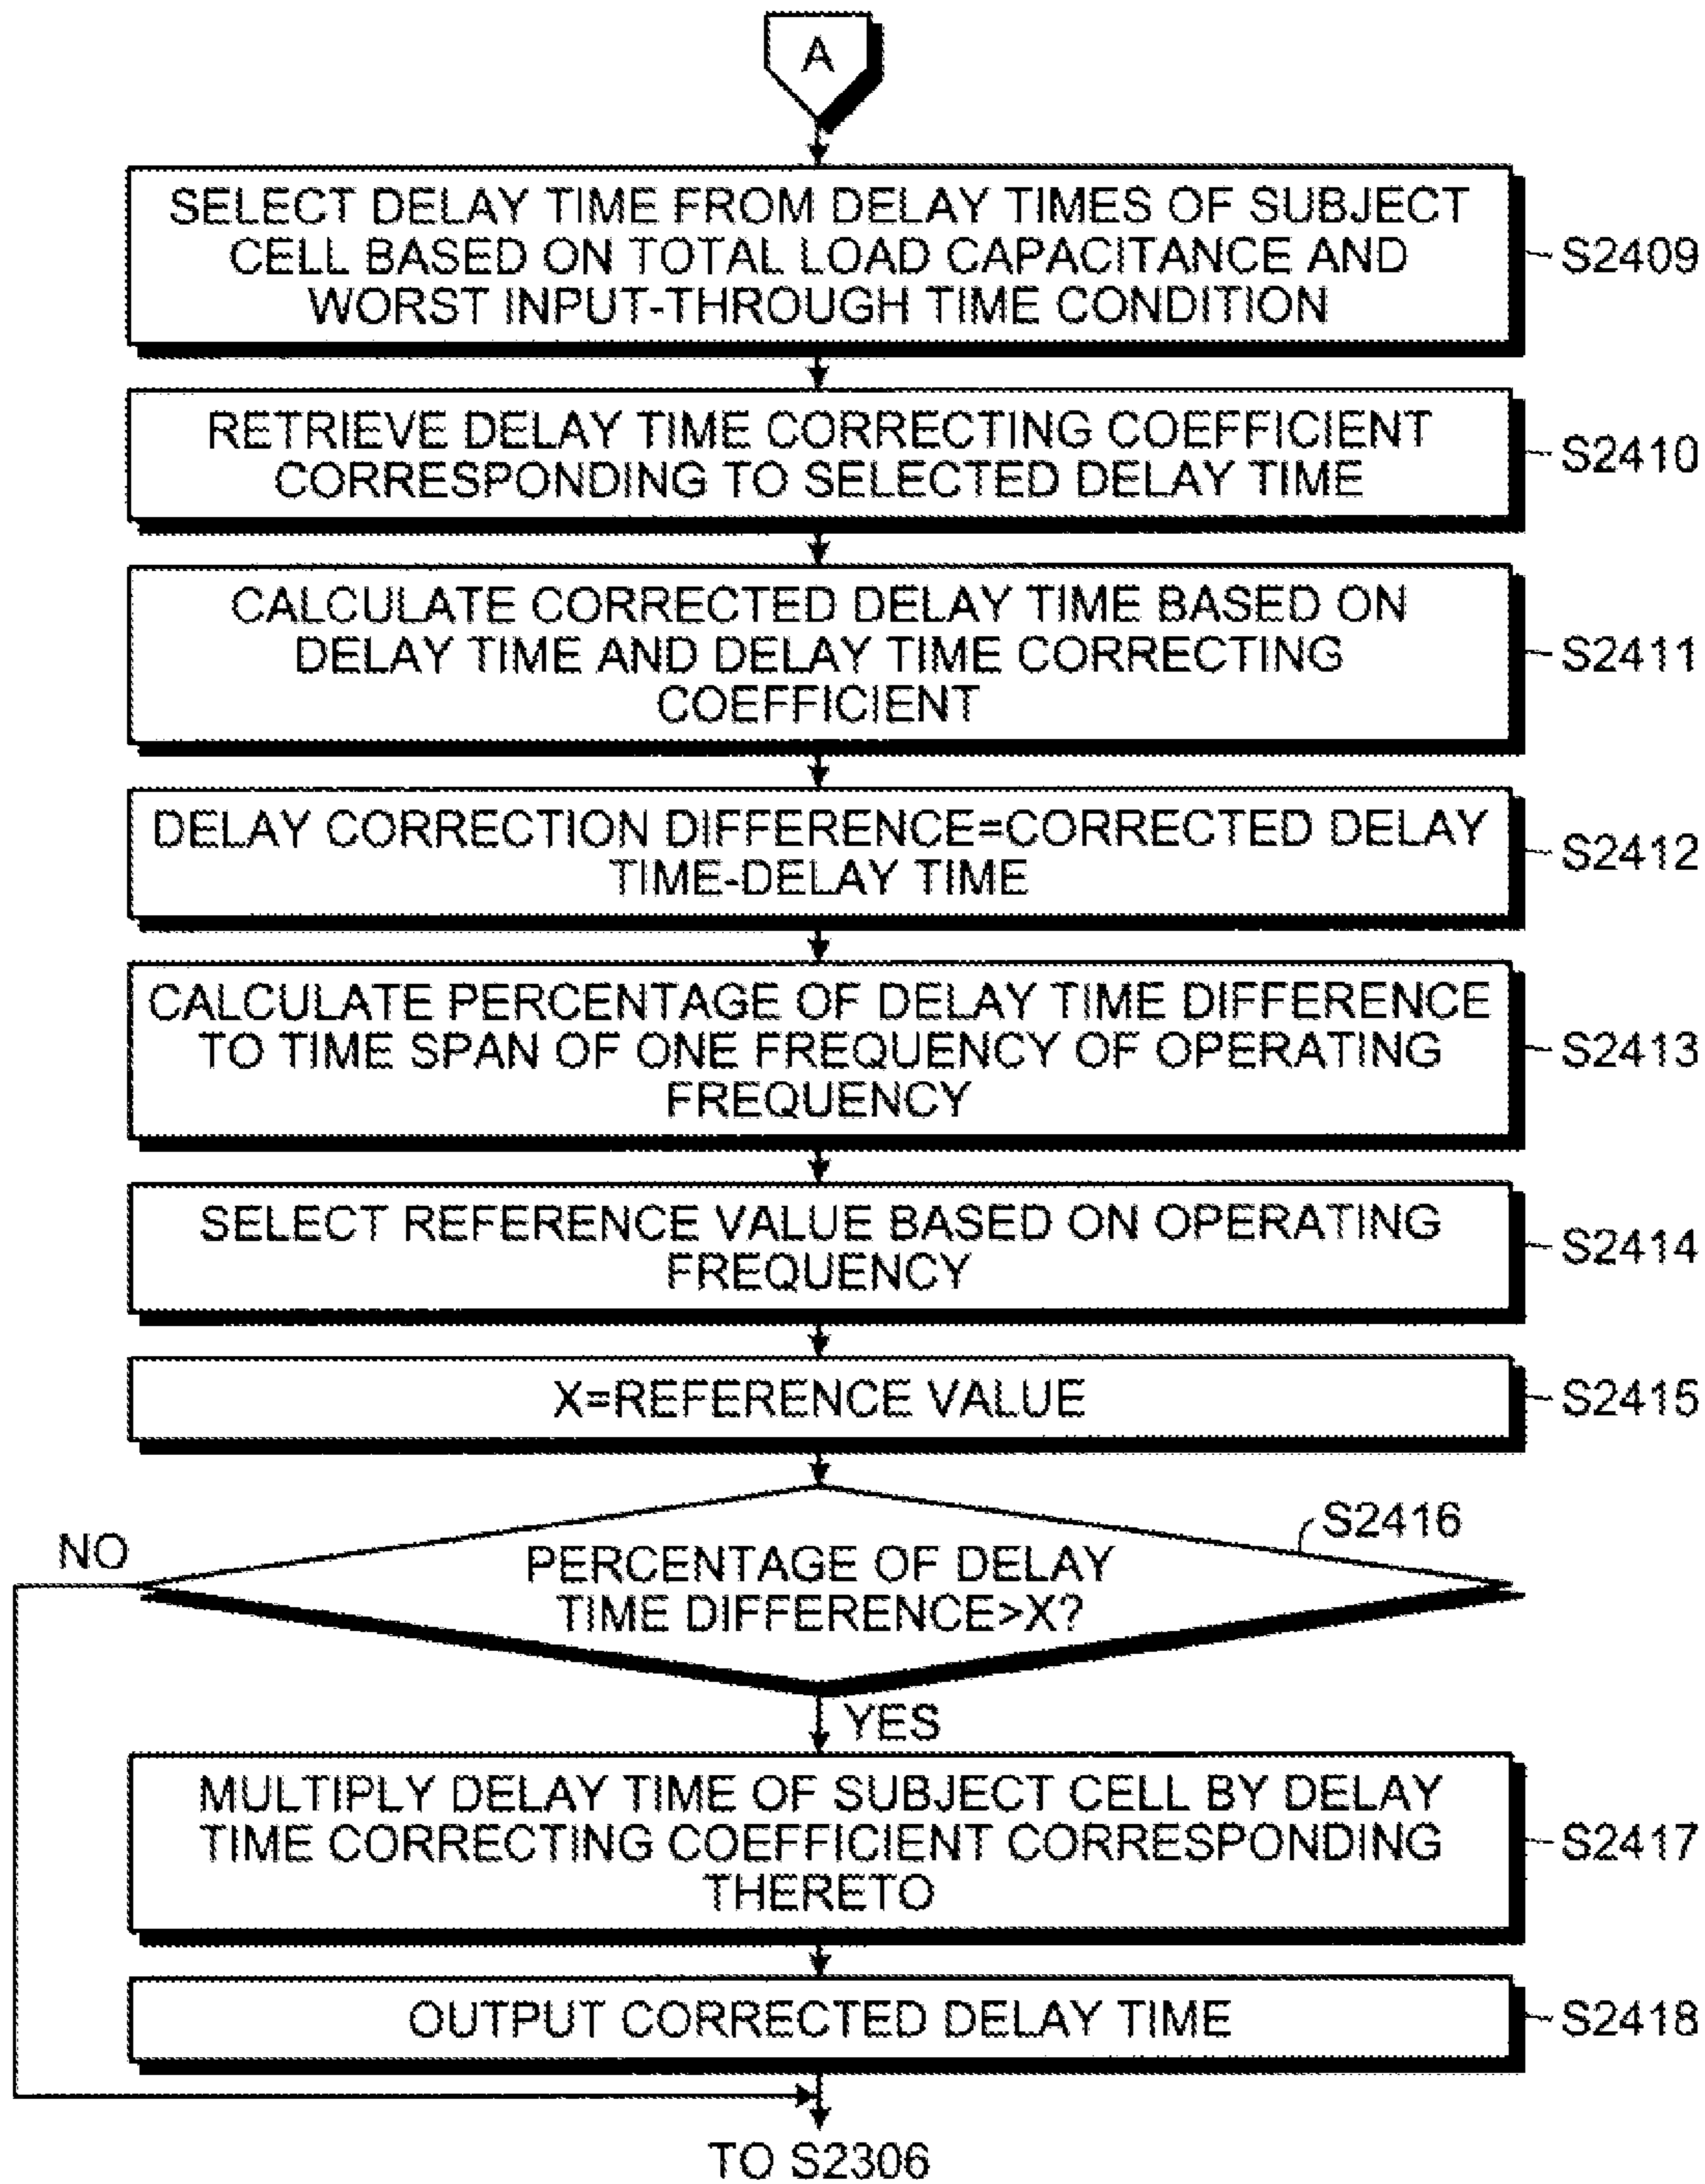 A
SELECT DELAY TIME FROM DELAY TIMES OF SUBJECT
CELL BASED ON TOTAL LOAD CAPACITANCE AND
WORST INPUT-THROUGH TIME CONDITION
S2409
RETRIEVE DELAY TIME CORRECTING COEFFICIENT
CORRESPONDING TO SELECTED DELAY TIME
S2410
CALCULATE CORRECTED DELAY TIME BASED ON
DELAY TIME AND DELAY TIME CORRECTING
COEFFICIENT
S2411
DELAY CORRECTION DIFFERENCE=CORRECTED DELAY
TIME-DELAY TIME
S2412
CALCULATE PERCENTAGE OF DELAY TIME DIFFERENCE
TO TIME SPAN OF ONE FREQUENCY OF OPERATING
FREQUENCY
S2413
SELECT REFERENCE VALUE BASED ON OPERATING
FREQUENCY
S2414
X=REFERENCE VALUE
S2415
S2416
NO
PERCENTAGE OF DELAY
TIME DIFFERENCE>X?
YES
MULTIPLY DELAY TIME OF SUBJECT CELL BY DELAY
TIME CORRECTING COEFFICIENT CORRESPONDING
THERETO
S2417
OUTPUT CORRECTED DELAY TIME
S2418
TO S2306